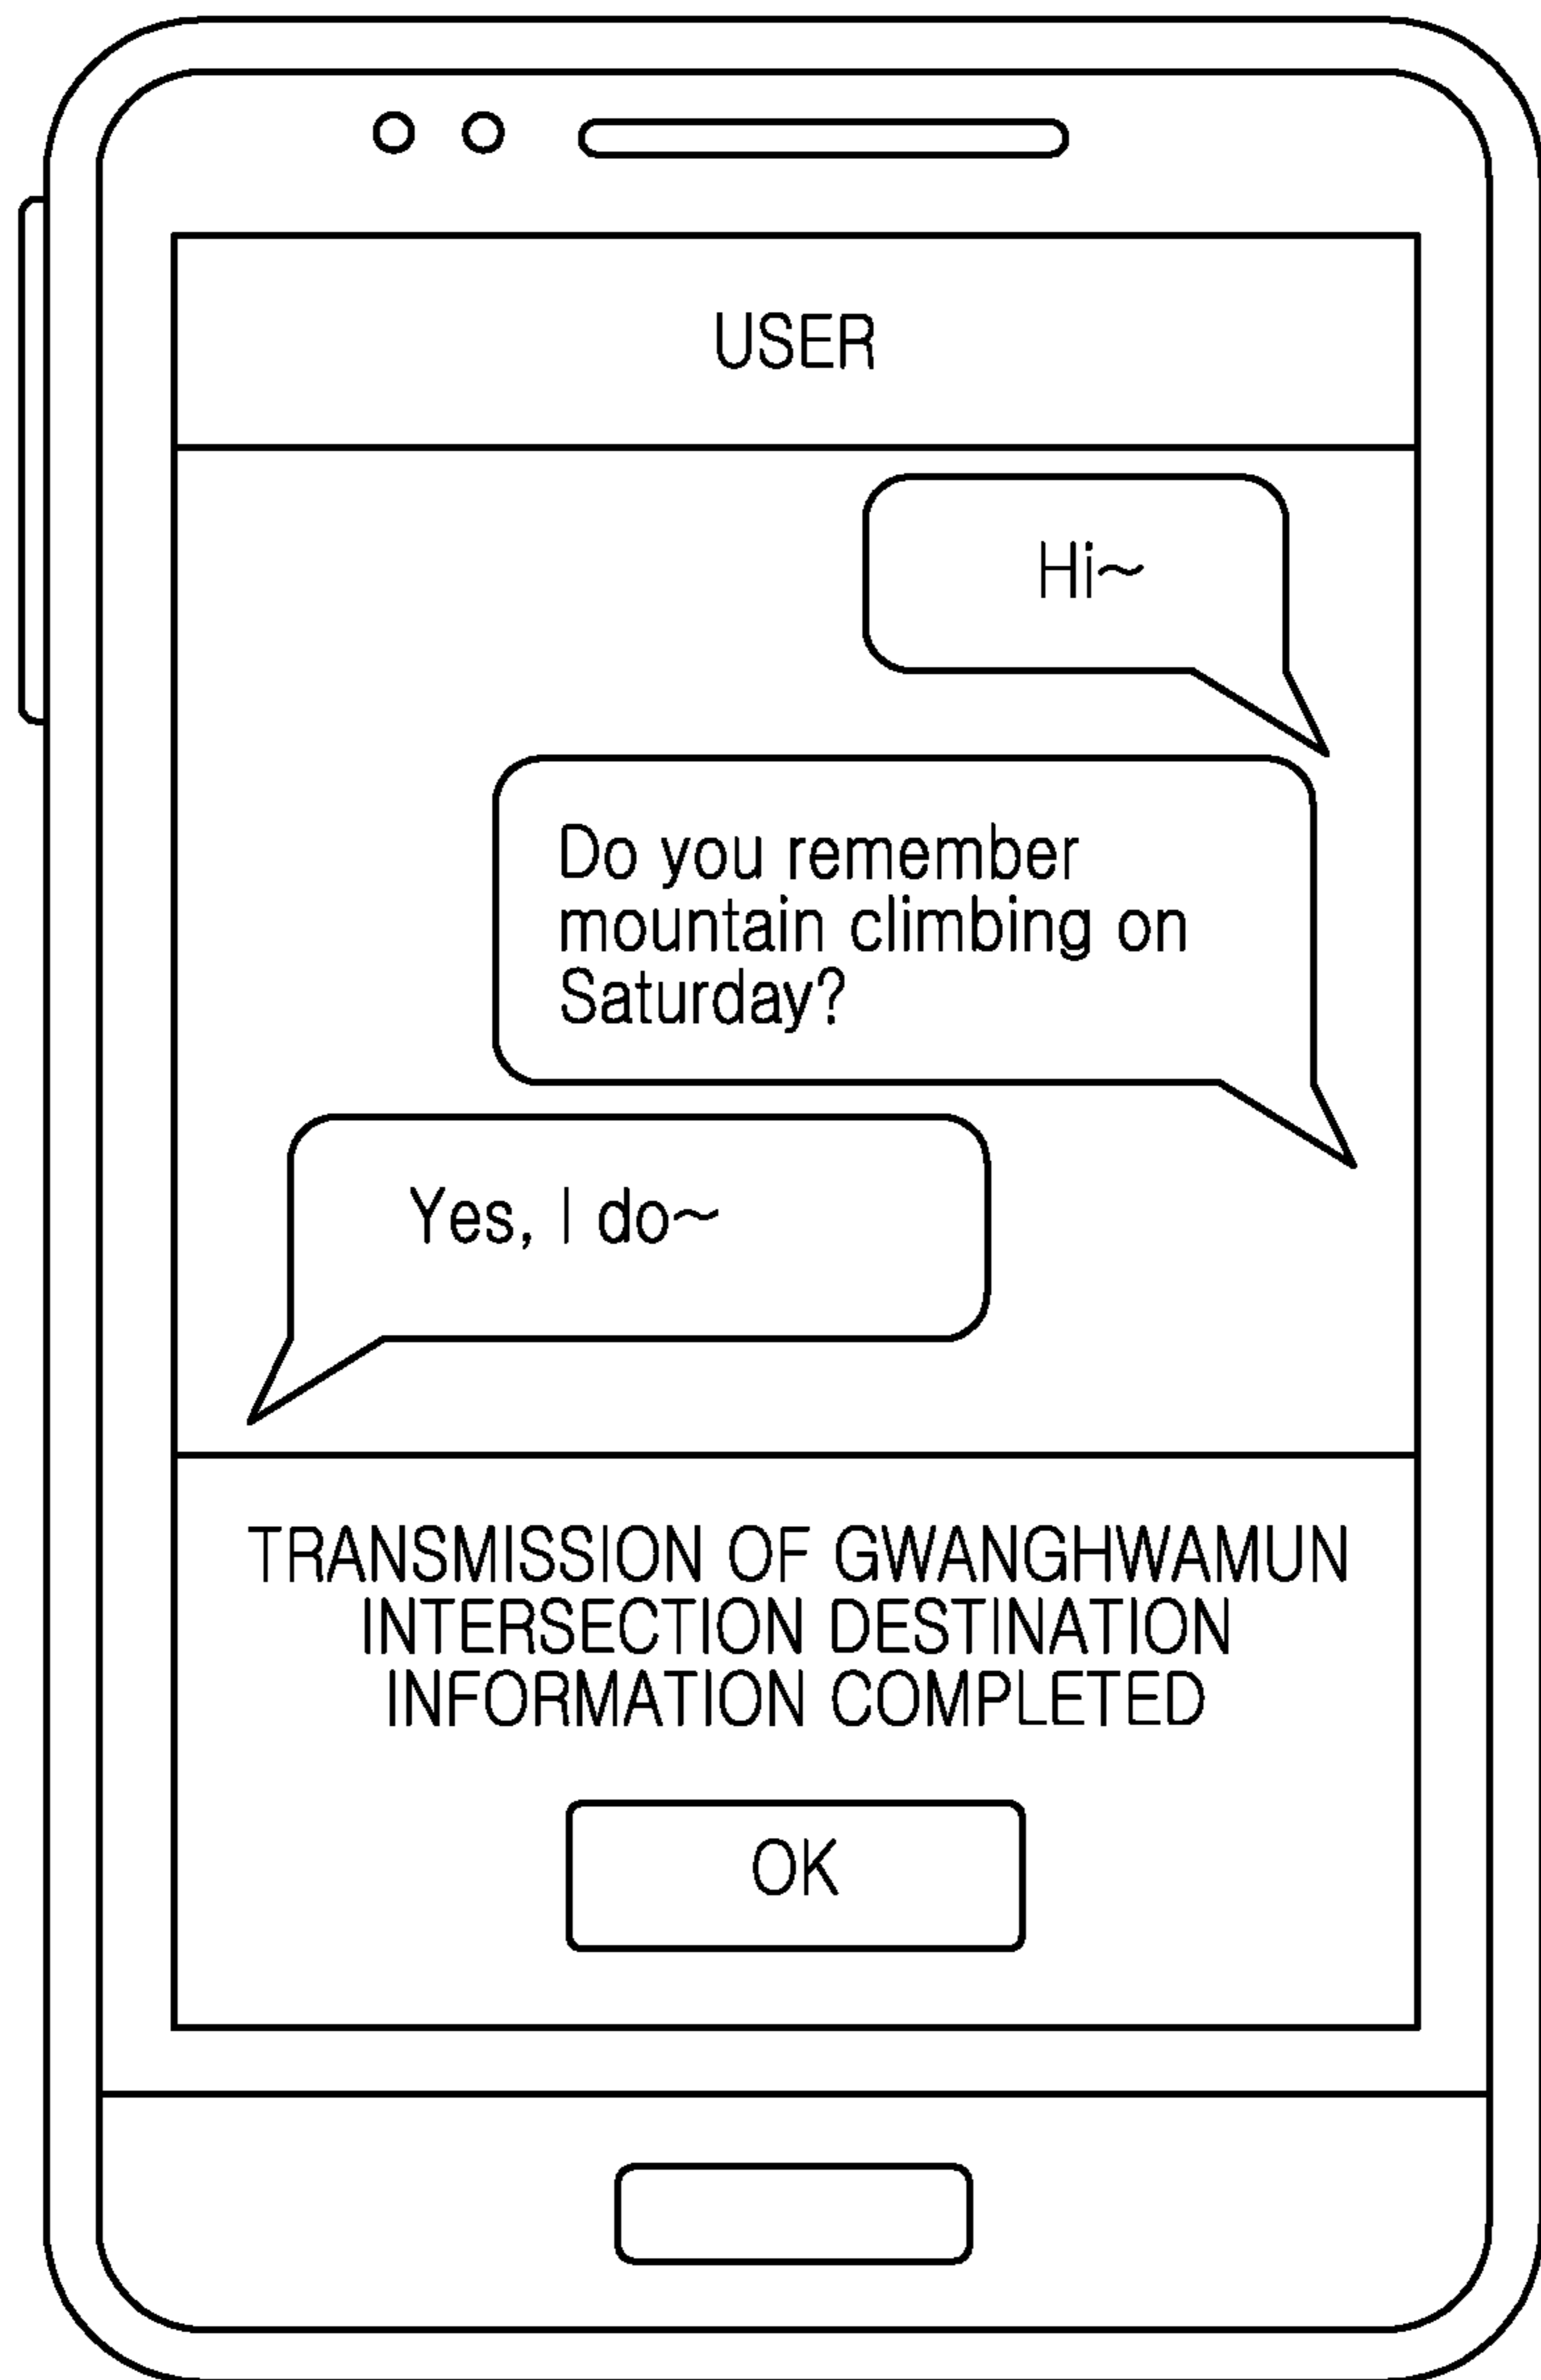 USER
Hi~
Do you remember
mountain climbing on
Saturday?
Yes, I do~
TRANSMISSION OF GWANGHWAMUN
INTERSECTION DESTINATION
INFORMATION COMPLETED
OK